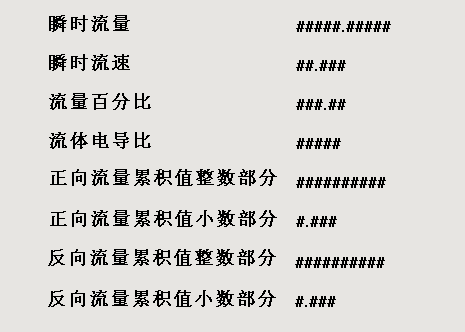 瞬时流量 #####.#####
瞬时流速 ##.###
流量百分比 ###.##
流体电导比 #####
正向流量累积值整数部分 ##########
正向流量累积值小数部分 #.###
反向流量累积值整数部分 ##########
反向流量累积值小数部分 #.###